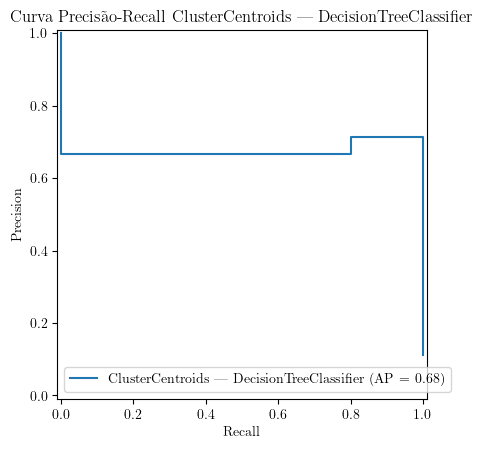 Curva Precisão-Recall ClusterCentroids — DecisionTreeClassifier
1.0
0.8
0.6
0.4
0.2
0.0
Precision
ClusterCentroids — DecisionTreeClassifier (AP = 0.68)
0.0 0.2 0.4 0.6 0.8 1.0
Recall